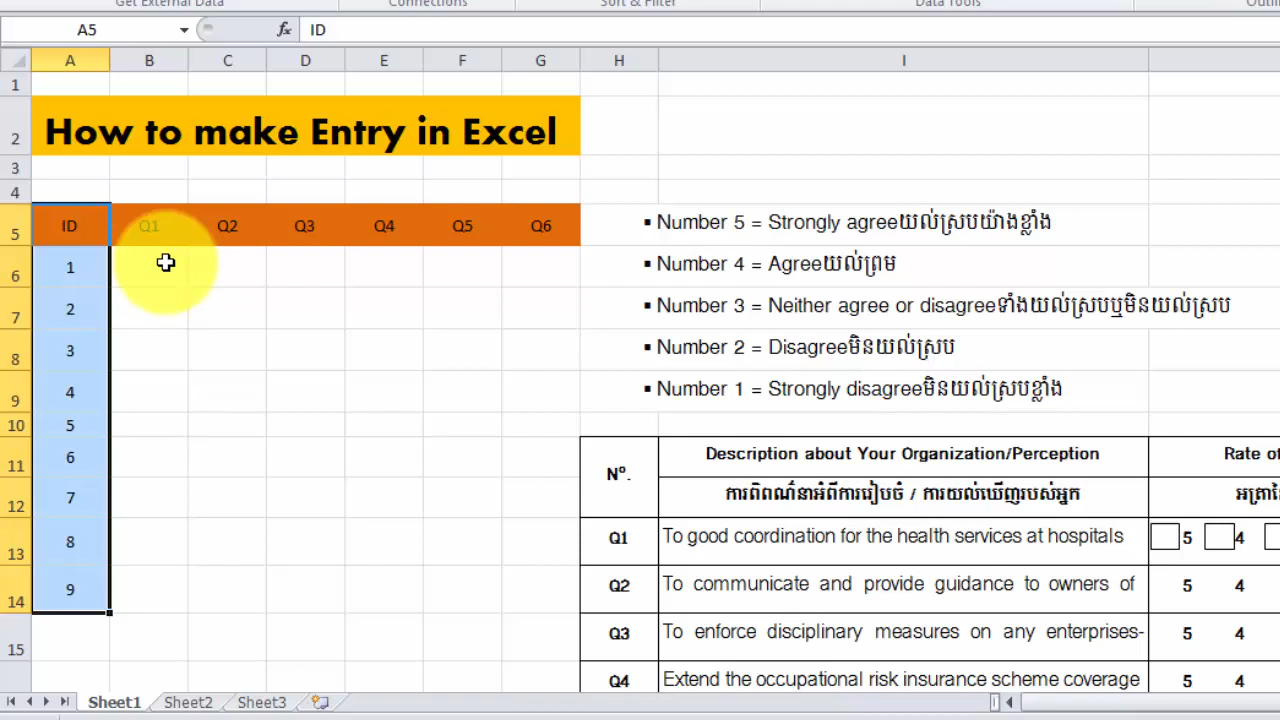 Get External Data Connections Sort & Filter Data Tools
A5 fx ID
A B C D E F G H I
1
2 How to make Entry in Excel
3
4
5 ID Q1 Q2 Q3 Q4 Q5 Q6 ▪ Number 5 = Strongly agreeយល់ស្របយ៉ាងខ្លាំង
6 1 ▪ Number 4 = Agreeយល់ព្រម
7 2 ▪ Number 3 = Neither agree or disagreeទាំងយល់ស្របឬមិនយល់ស្រប
8 3 ▪ Number 2 = Disagreeមិនយល់ស្រប
9 4 ▪ Number 1 = Strongly disagreeមិនយល់ស្របខ្លាំង
10 5
11 6 Nº. Description about Your Organization/Perception Rate of
12 7 ការពិពណ៌នាអំពីការរៀបចំ / ការយល់ឃើញរបស់អ្នក
13 8 Q1 To good coordination for the health services at hospitals 5 4
14 9 Q2 To communicate and provide guidance to owners of 5 4
15 Q3 To enforce disciplinary measures on any enterprises- 5 4
Q4 Extend the occupational risk insurance scheme coverage 5 4
Sheet1 Sheet2 Sheet3